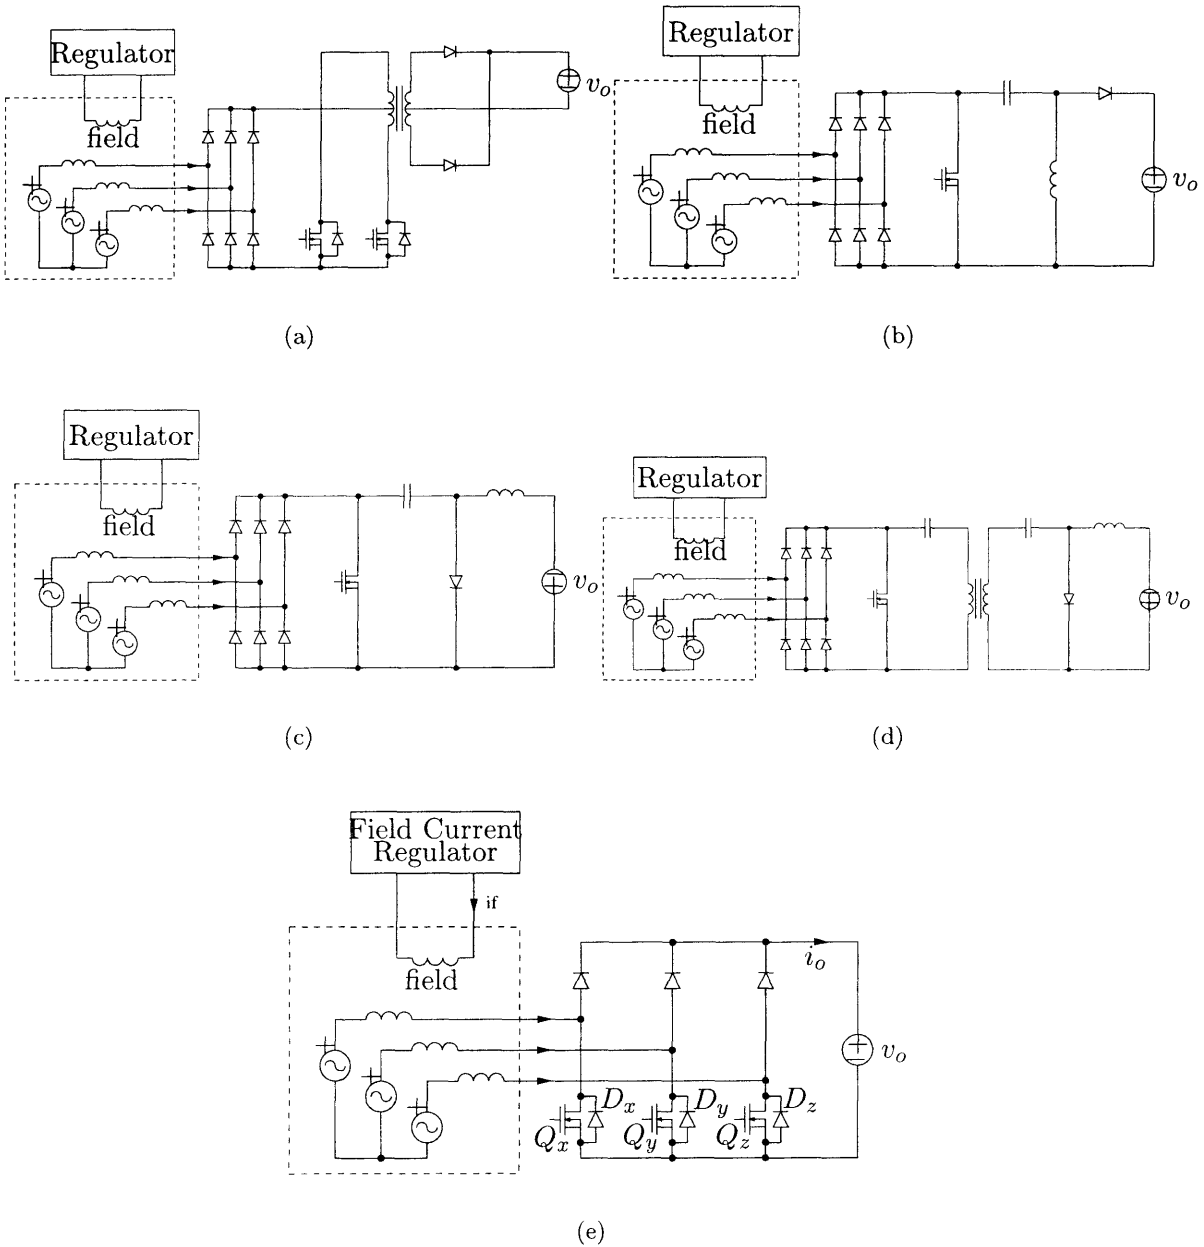 Regulator
field
v_o
(a)
Regulator
field
v_o
(b)
Regulator
field
v_o
(c)
Regulator
field
v_o
(d)
Field Current
Regulator
if
field
i_o
v_o
D_x
D_y
D_z
Q_x
Q_y
Q_z
(e)